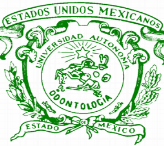 ESTADOS UNIDOS MEXICANOS
UNIVERSIDAD AUTONOMA
ODONTOLOGIA
ESTADO
MEXICO